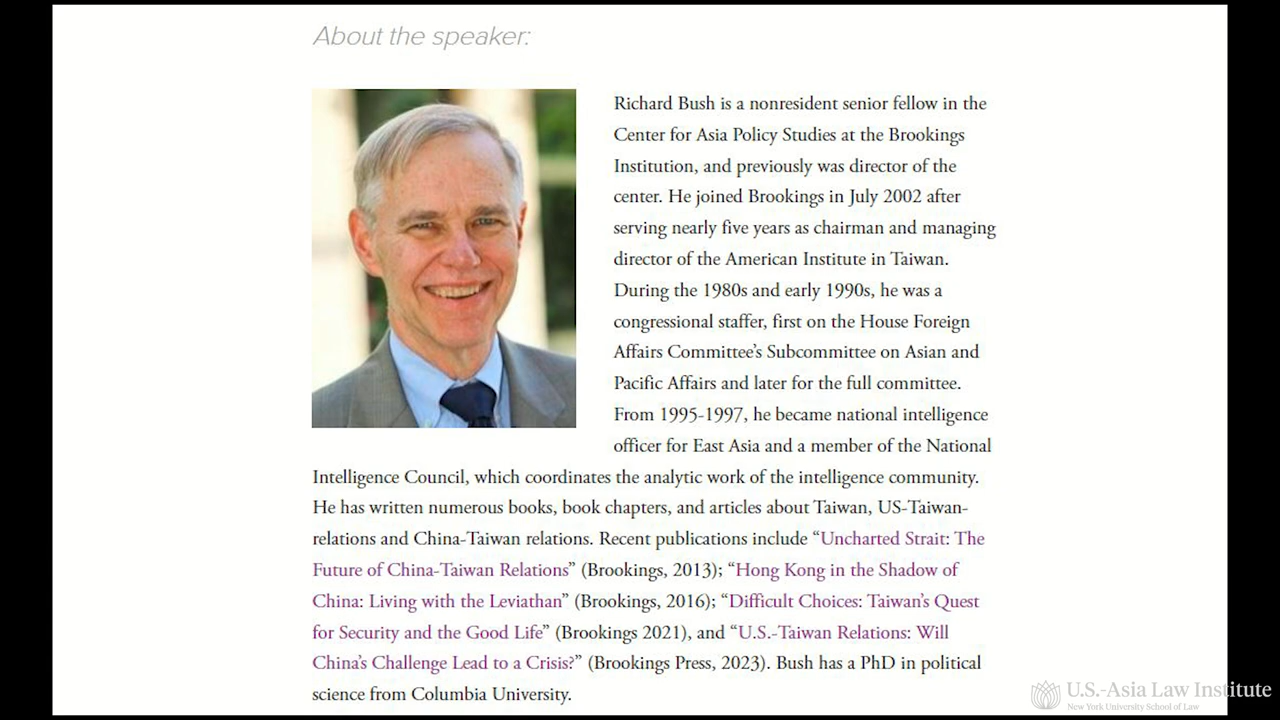 About the speaker:
Richard Bush is a nonresident senior fellow in the
Center for Asia Policy Studies at the Brookings
Institution, and previously was director of the
center. He joined Brookings in July 2002 after
serving nearly five years as chairman and managing
director of the American Institute in Taiwan.
During the 1980s and early 1990s, he was a
congressional staffer, first on the House Foreign
Affairs Committee's Subcommittee on Asian and
Pacific Affairs and later for the full committee.
From 1995-1997, he became national intelligence
officer for East Asia and a member of the National
Intelligence Council, which coordinates the analytic work of the intelligence community.
He has written numerous books, book chapters, and articles about Taiwan, US-Taiwan-
relations and China-Taiwan relations. Recent publications include “Uncharted Strait: The
Future of China-Taiwan Relations” (Brookings, 2013); “Hong Kong in the Shadow of
China: Living with the Leviathan” (Brookings, 2016); “Difficult Choices: Taiwan's Quest
for Security and the Good Life” (Brookings 2021), and “U.S.-Taiwan Relations: Will
China's Challenge Lead to a Crisis?” (Brookings Press, 2023). Bush has a PhD in political
science from Columbia University.
U.S.-Asia Law Institute
New York University School of Law